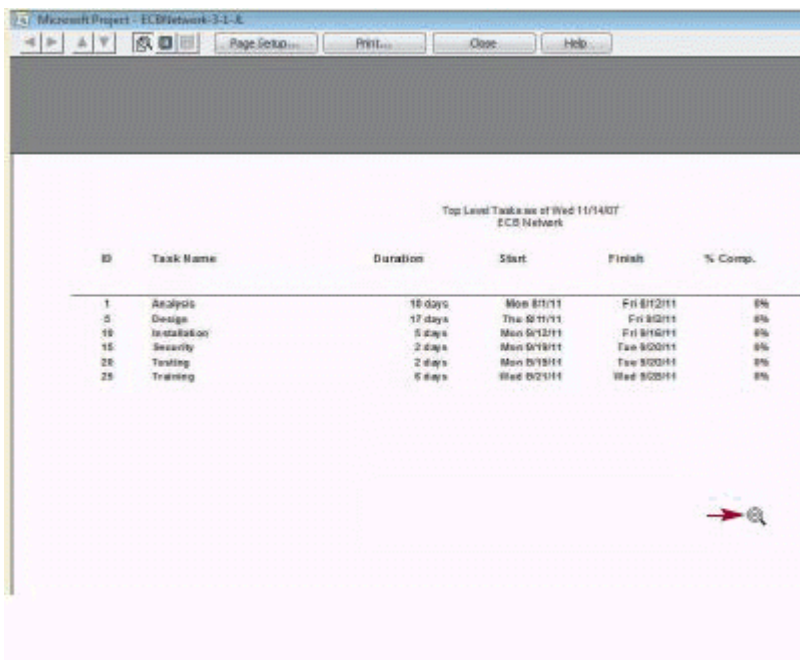 Microsoft Project - ECBNetwork-3-1-JL
Page Setup... Print... Close Help
Top Level Tasks as of Wed 11/14/07
ECB Network
ID Task Name Duration Start Finish % Comp.
1 Analysis 10 days Mon 8/1/11 Fri 8/12/11 0%
5 Design 17 days Thu 8/11/11 Fri 9/2/11 0%
10 Installation 5 days Mon 9/12/11 Fri 9/16/11 0%
15 Security 2 days Mon 9/19/11 Tue 9/20/11 0%
20 Testing 2 days Mon 9/19/11 Tue 9/20/11 0%
25 Training 6 days Wed 9/21/11 Wed 9/28/11 0%